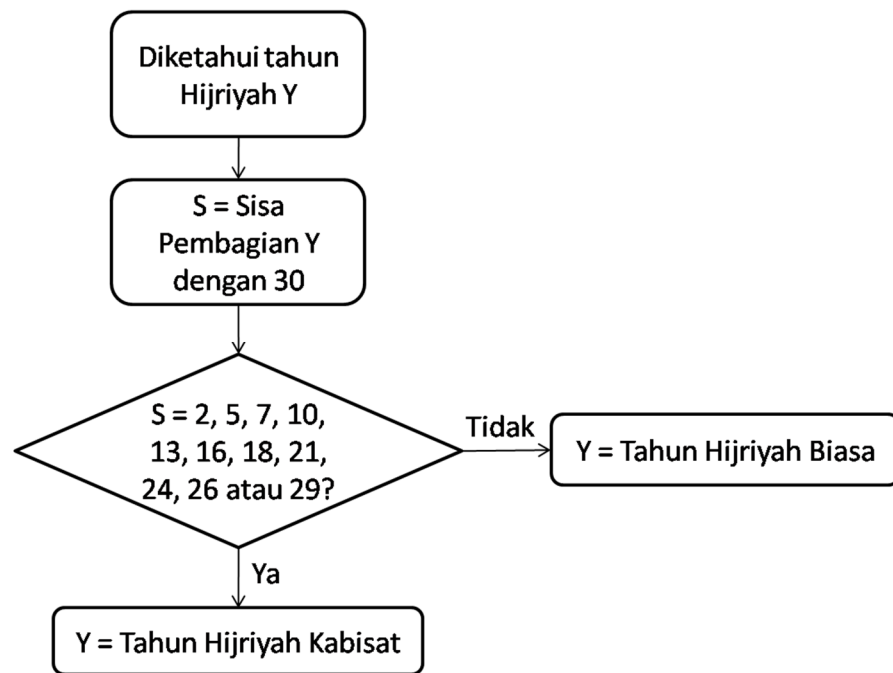 Diketahui tahun
Hijriyah Y
S = Sisa
Pembagian Y
dengan 30
S = 2, 5, 7, 10,
13, 16, 18, 21,
24, 26 atau 29?
Tidak
Y = Tahun Hijriyah Biasa
Ya
Y = Tahun Hijriyah Kabisat